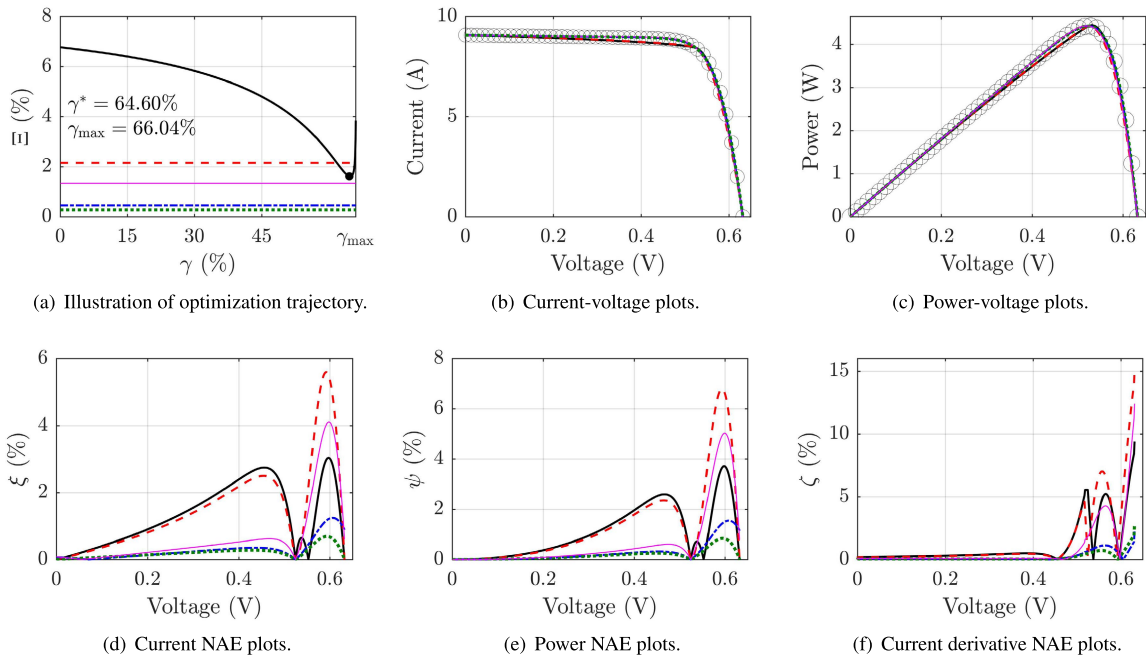 8
6
4
2
0
Ξ (%)
γ* = 64.60%
γmax = 66.04%
0 15 30 45 γmax
γ (%)
(a) Illustration of optimization trajectory.
10
5
0
Current (A)
0 0.2 0.4 0.6
Voltage (V)
(b) Current-voltage plots.
4
3
2
1
0
Power (W)
0 0.2 0.4 0.6
Voltage (V)
(c) Power-voltage plots.
6
4
2
0
ξ (%)
0 0.2 0.4 0.6
Voltage (V)
(d) Current NAE plots.
8
6
4
2
0
ψ (%)
0 0.2 0.4 0.6
Voltage (V)
(e) Power NAE plots.
15
10
5
0
ζ (%)
0 0.2 0.4 0.6
Voltage (V)
(f) Current derivative NAE plots.